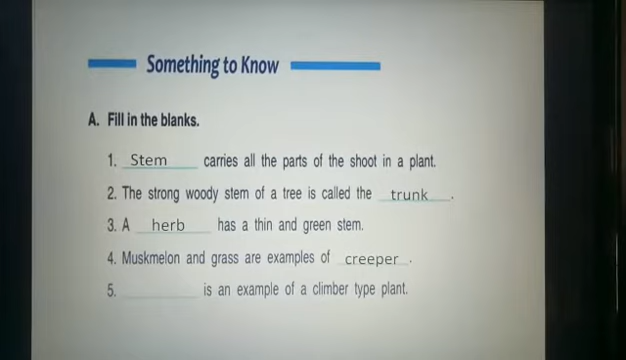 Something to Know
A. Fill in the blanks.
1. Stem carries all the parts of the shoot in a plant.
2. The strong woody stem of a tree is called the trunk.
3. A herb has a thin and green stem.
4. Muskmelon and grass are examples of creeper.
5. ________ is an example of a climber type plant.